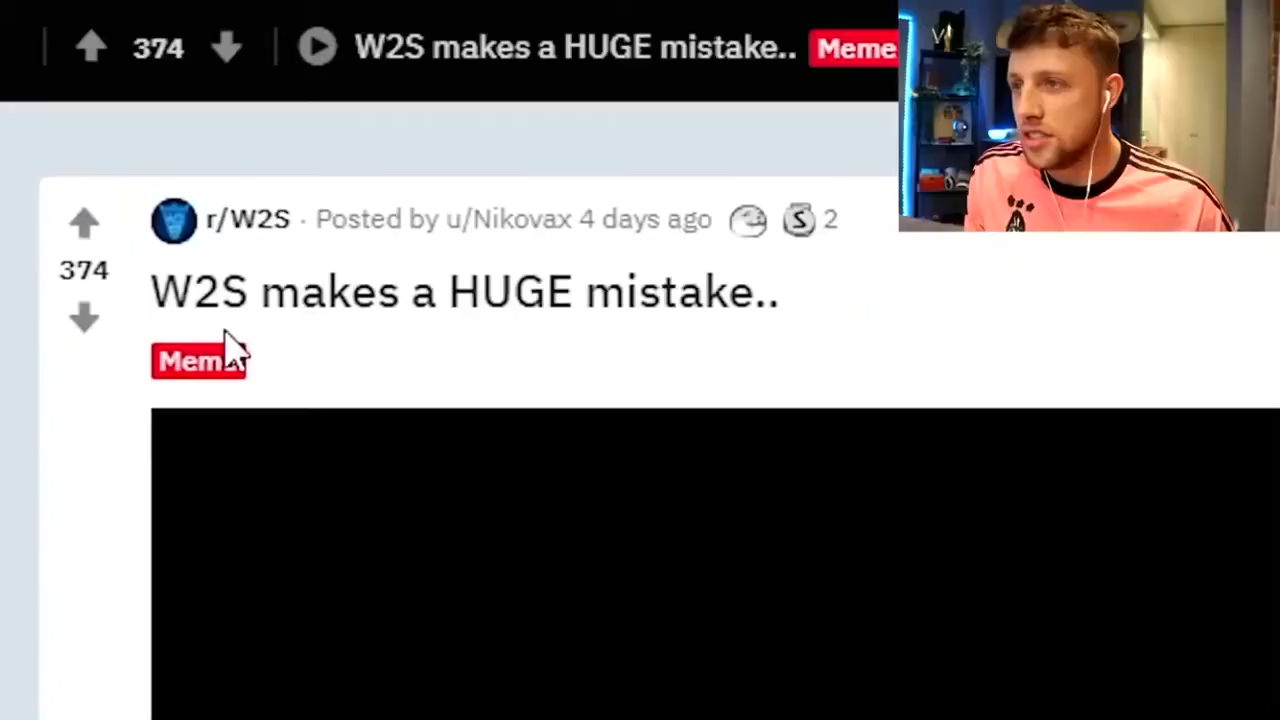 374 W2S makes a HUGE mistake.. Meme
r/W2S · Posted by u/Nikovax 4 days ago S 2
374
W2S makes a HUGE mistake..